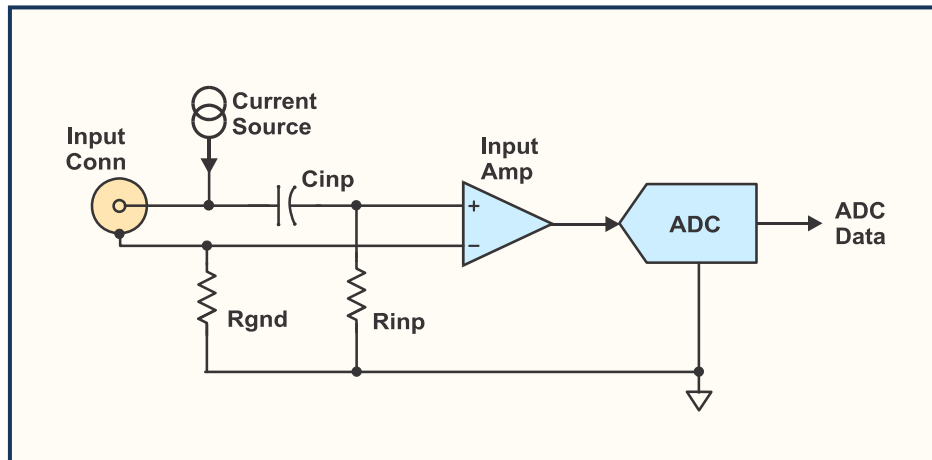 Current
Source
Input
Conn
Cinp
Input
Amp
+
−
ADC
ADC
Data
Rgnd
Rinp